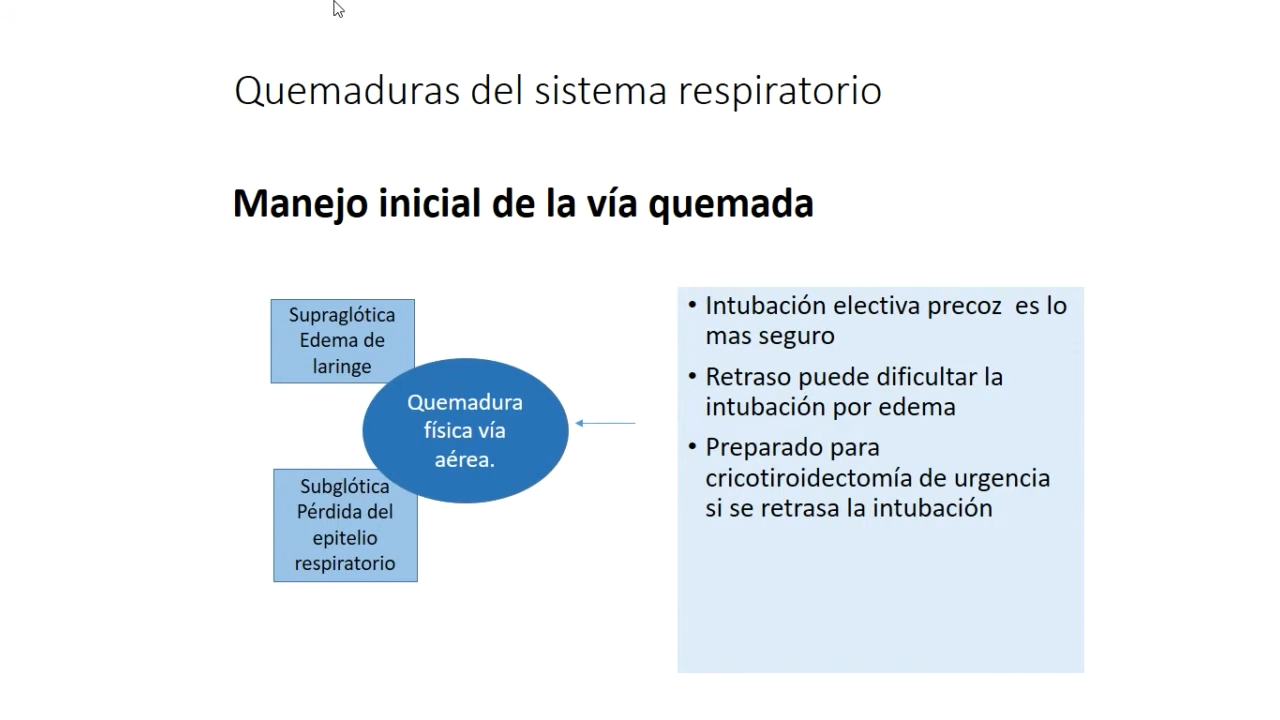 Quemaduras del sistema respiratorio
Manejo inicial de la vía quemada
Supraglótica
Edema de
laringe
Quemadura
física vía
aérea.
Subglótica
Pérdida del
epitelio
respiratorio
• Intubación electiva precoz es lo
mas seguro
• Retraso puede dificultar la
intubación por edema
• Preparado para
cricotiroidectomía de urgencia
si se retrasa la intubación